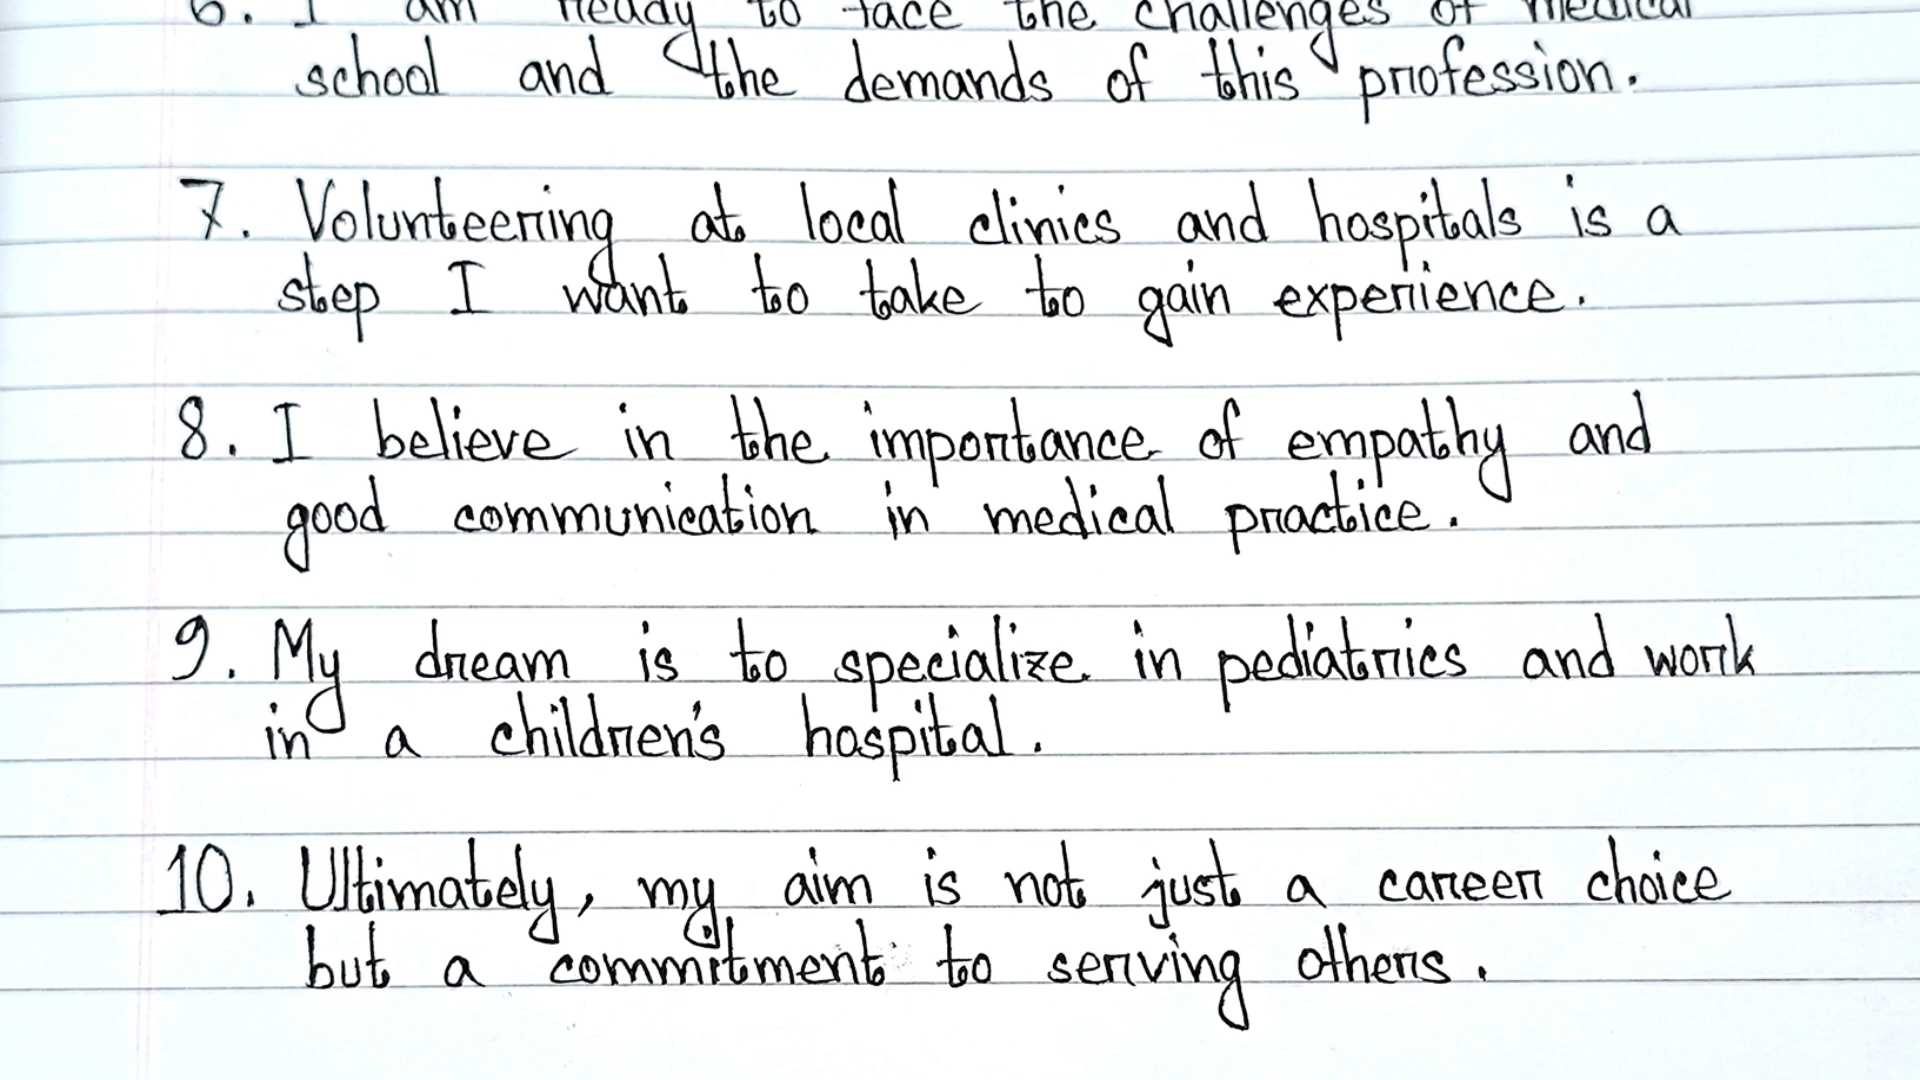 6. I am ready to face the challenges of medical
school and the demands of this profession.
7. Volunteering at local clinics and hospitals is a
step I want to take to gain experience.
8. I believe in the importance of empathy and
good communication in medical practice.
9. My dream is to specialize in pediatrics and work
in a children's hospital.
10. Ultimately, my aim is not just a career choice
but a commitment to serving others.